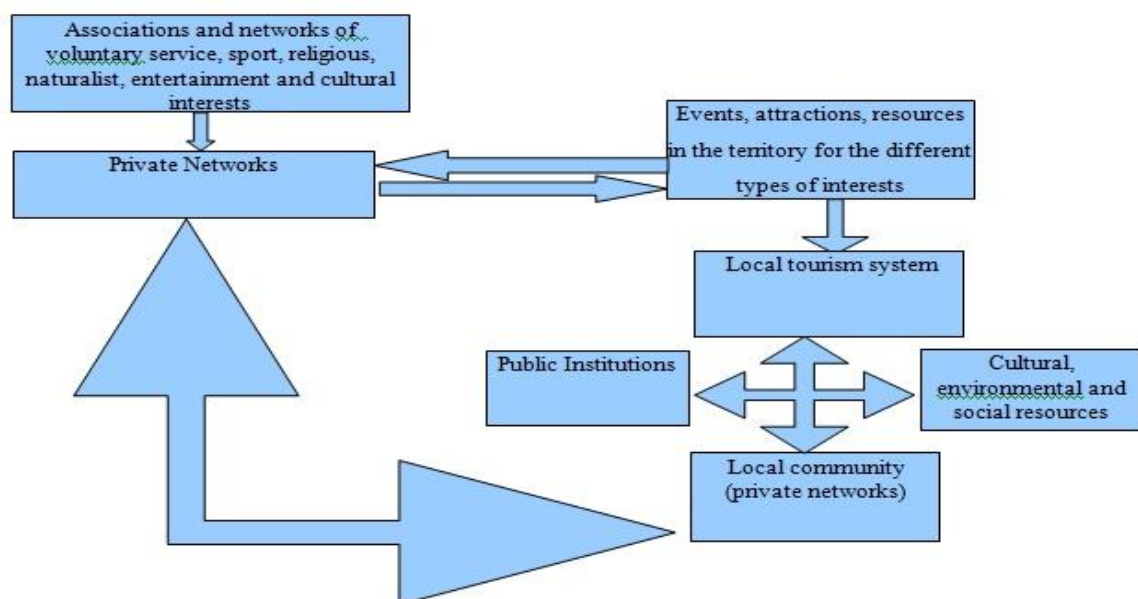 Associations and networks of
voluntary service, sport, religious,
naturalist, entertainment and cultural
interests
Private Networks
Events, attractions, resources
in the territory for the different
types of interests
Local tourism system
Public Institutions
Cultural,
environmental and
social resources
Local community
(private networks)